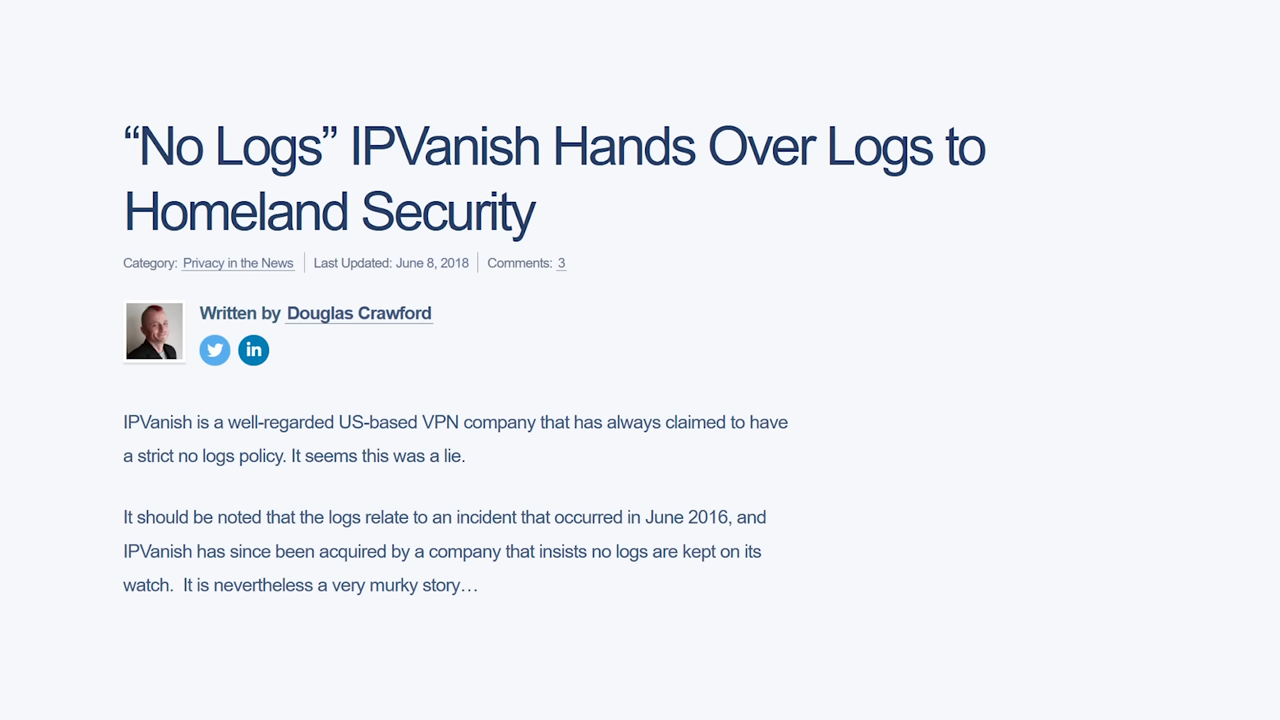 “No Logs” IPVanish Hands Over Logs to
Homeland Security
Category: Privacy in the News Last Updated: June 8, 2018 Comments: 3
Written by Douglas Crawford
in
IPVanish is a well-regarded US-based VPN company that has always claimed to have
a strict no logs policy. It seems this was a lie.
It should be noted that the logs relate to an incident that occurred in June 2016, and
IPVanish has since been acquired by a company that insists no logs are kept on its
watch.  It is nevertheless a very murky story…